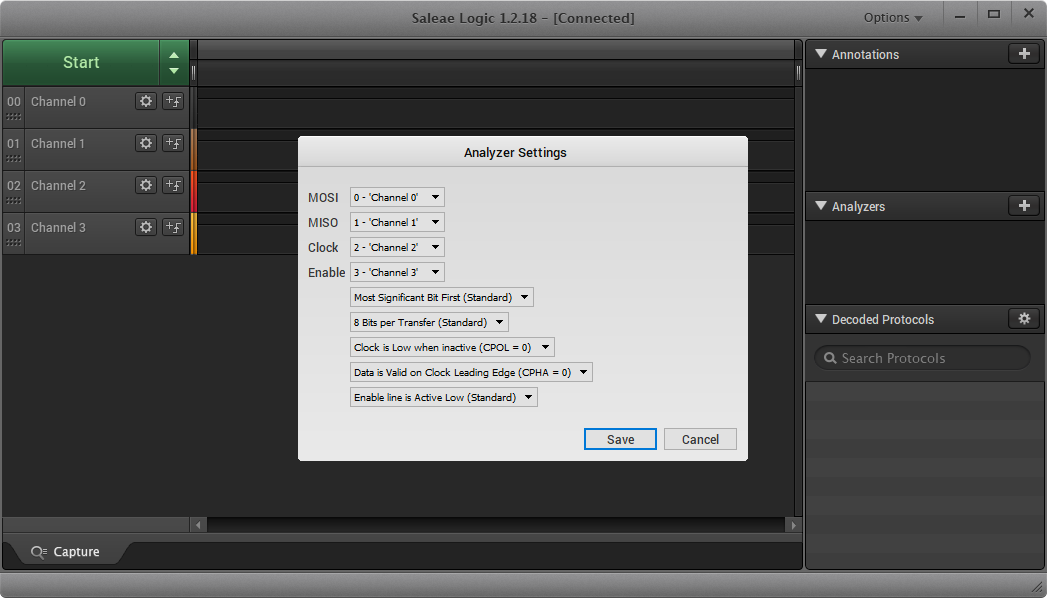 Saleae Logic 1.2.18 - [Connected]
Options
Start
Annotations
00 Channel 0
01 Channel 1
02 Channel 2
03 Channel 3
Analyzer Settings
MOSI 0 - 'Channel 0'
MISO 1 - 'Channel 1'
Clock 2 - 'Channel 2'
Enable 3 - 'Channel 3'
Most Significant Bit First (Standard)
8 Bits per Transfer (Standard)
Clock is Low when inactive (CPOL = 0)
Data is Valid on Clock Leading Edge (CPHA = 0)
Enable line is Active Low (Standard)
Save Cancel
Analyzers
Decoded Protocols
Search Protocols
Capture